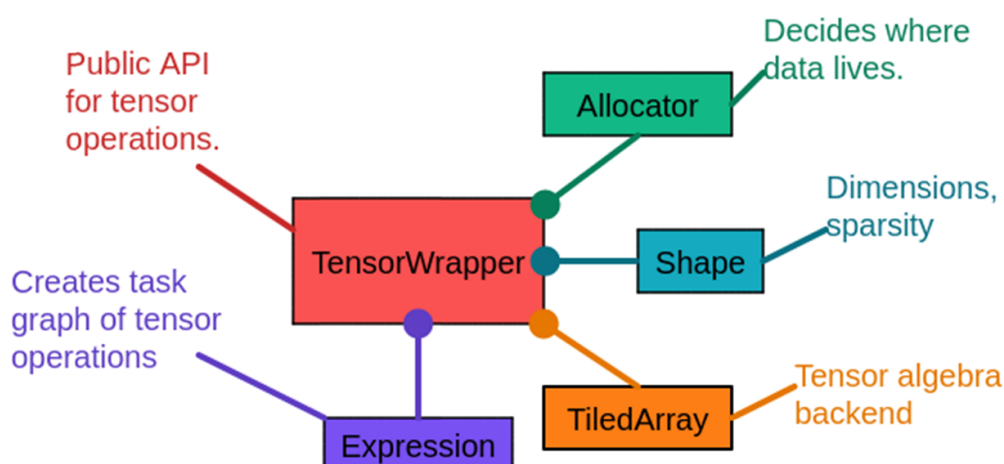 Decides where
data lives.
Public API
for tensor
operations.
Allocator
Dimensions,
sparsity
TensorWrapper
Shape
Creates task
graph of tensor
operations
Tensor algebra
backend
TiledArray
Expression